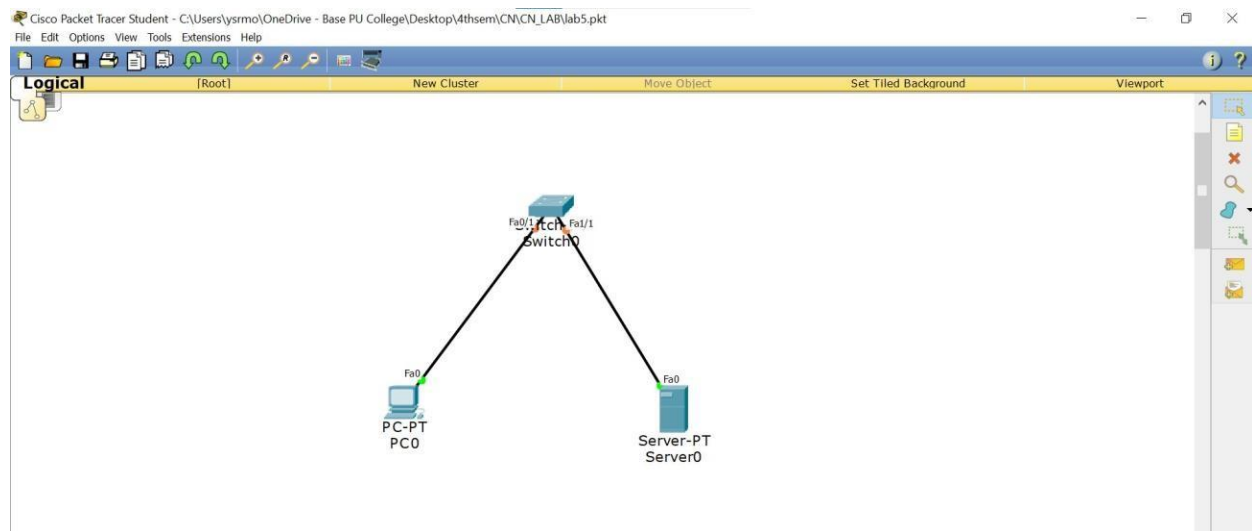 Cisco Packet Tracer Student - C:\Users\ysrmo\OneDrive - Base PU College\Desktop\4thsem\CN\CN_LAB\lab5.pkt
File Edit Options View Tools Extensions Help
Logical [Root] New Cluster Move Object Set Tiled Background Viewport
Fa0/1 Fa1/1
Switch0
Fa0 Fa0
PC-PT
PC0
Server-PT
Server0